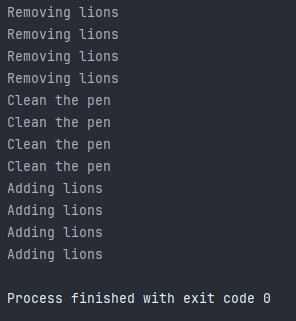 Removing lions
Removing lions
Removing lions
Removing lions
Clean the pen
Clean the pen
Clean the pen
Clean the pen
Adding lions
Adding lions
Adding lions
Adding lions
Process finished with exit code 0